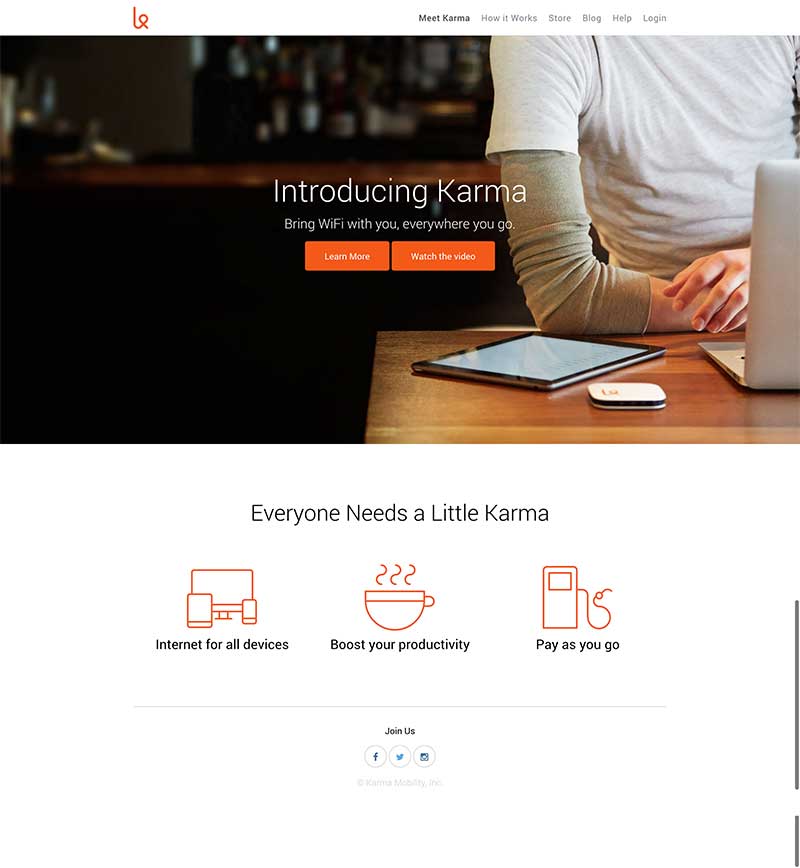 Meet Karma How it Works Store Blog Help Login
Introducing Karma
Bring WiFi with you, everywhere you go.
Learn More Watch the video
Everyone Needs a Little Karma
Internet for all devices Boost your productivity Pay as you go
Join Us
© Karma Mobility, Inc.